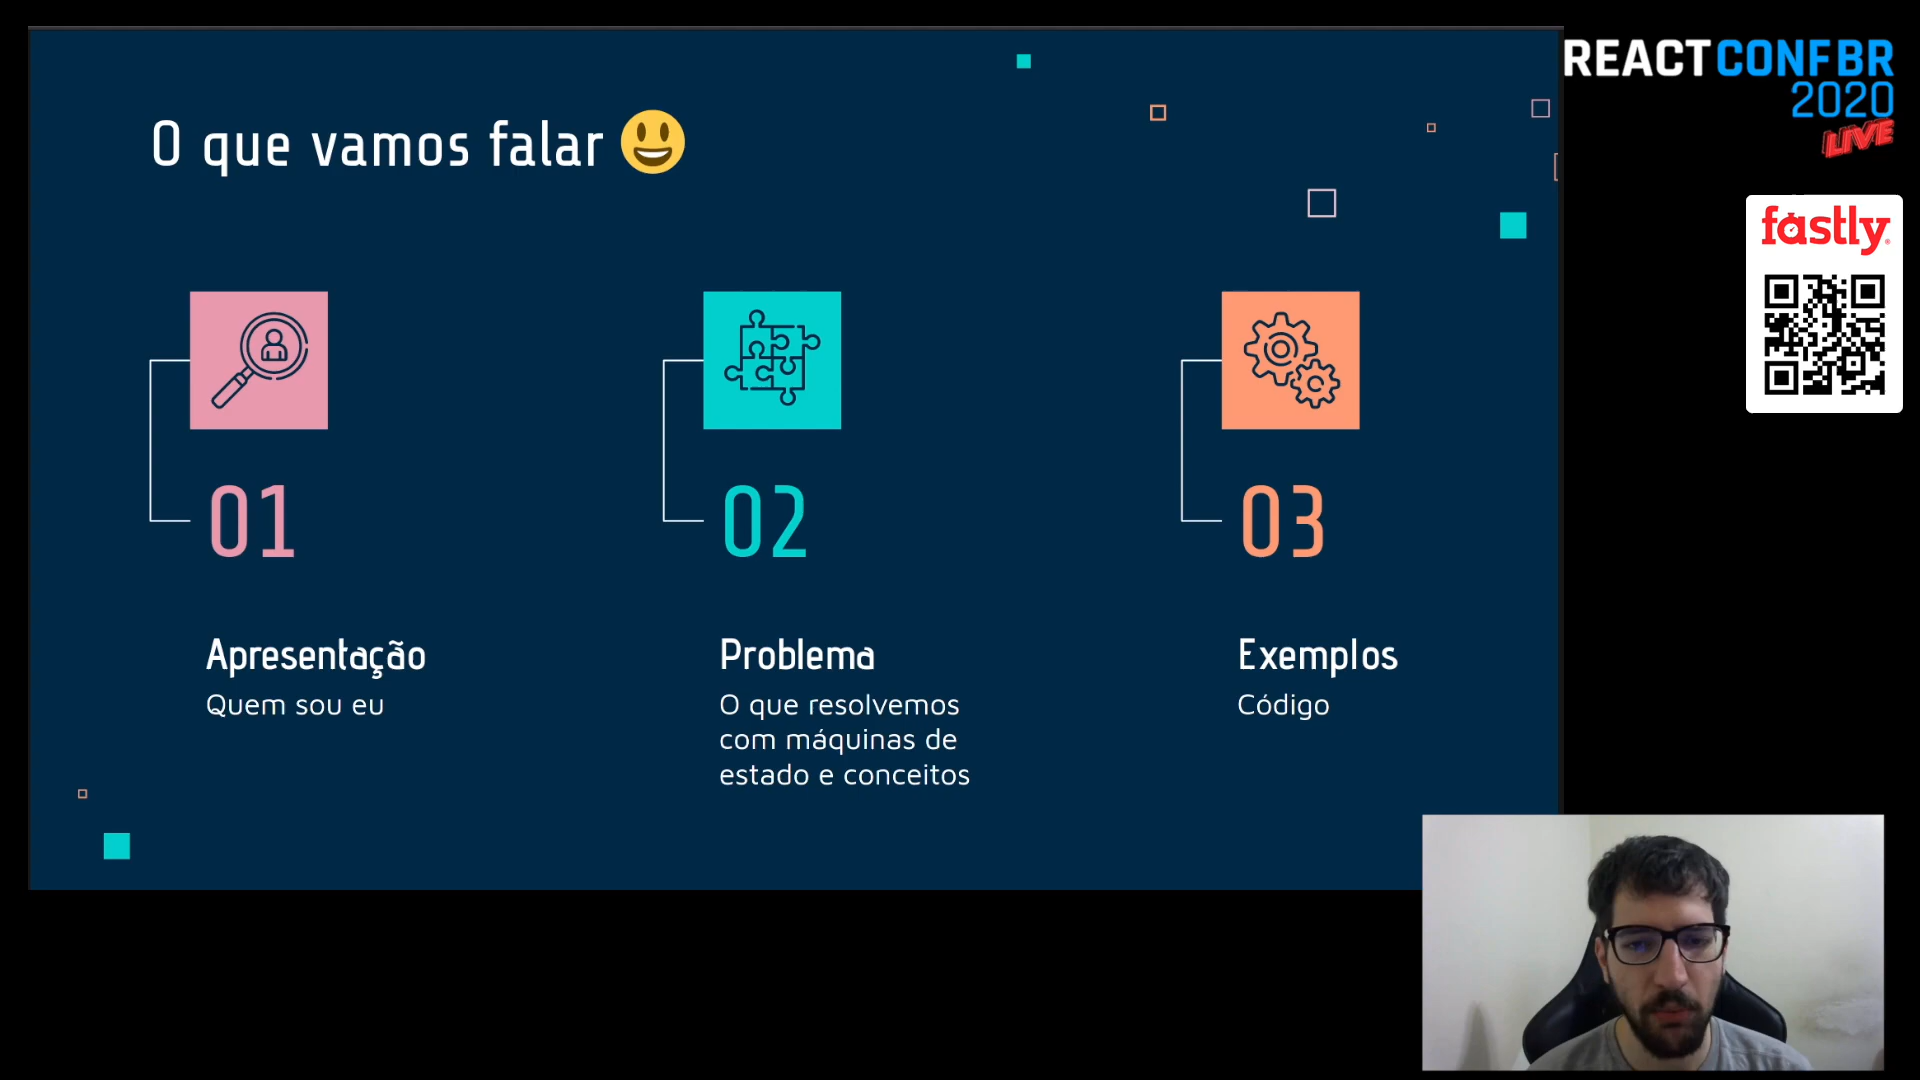 O que vamos falar 😃
REACTCONFBR
2020
LIVE
fastly
01
Apresentação
Quem sou eu
02
Problema
O que resolvemos
com máquinas de
estado e conceitos
03
Exemplos
Código